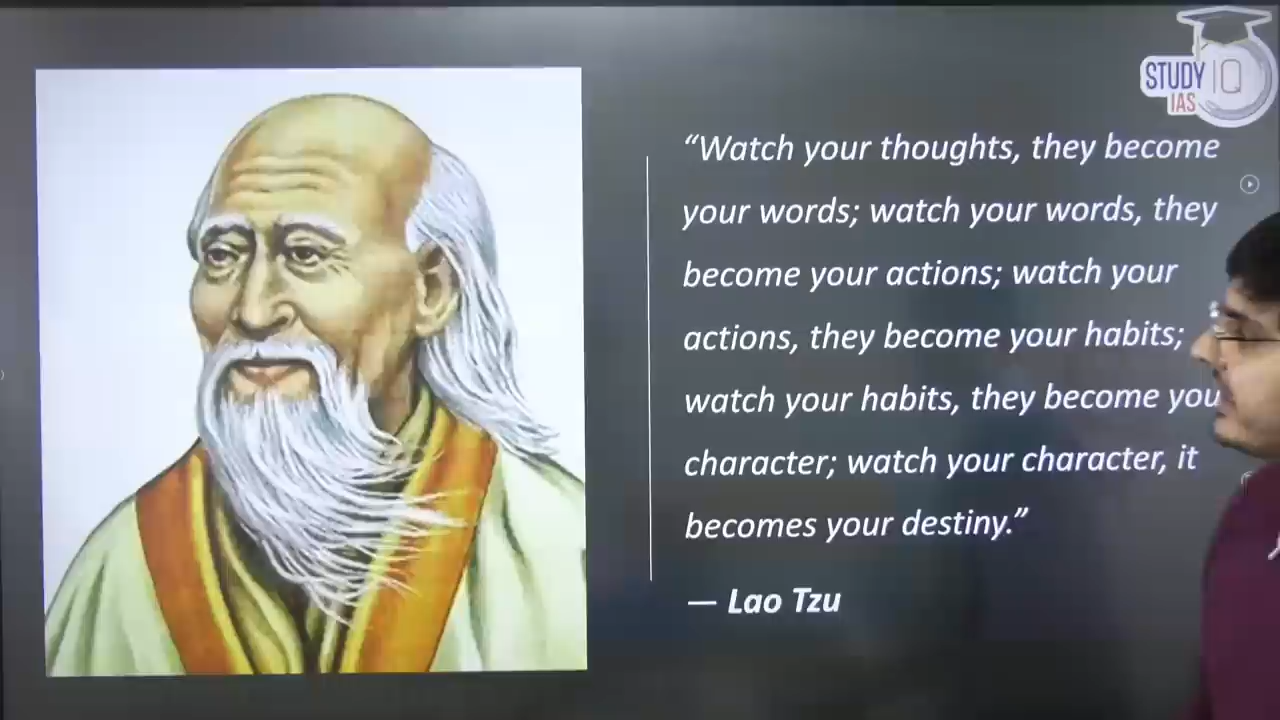 STUDY IQ
IAS
“Watch your thoughts, they become
your words; watch your words, they
become your actions; watch your
actions, they become your habits;
watch your habits, they become you
character; watch your character, it
becomes your destiny.”
— Lao Tzu